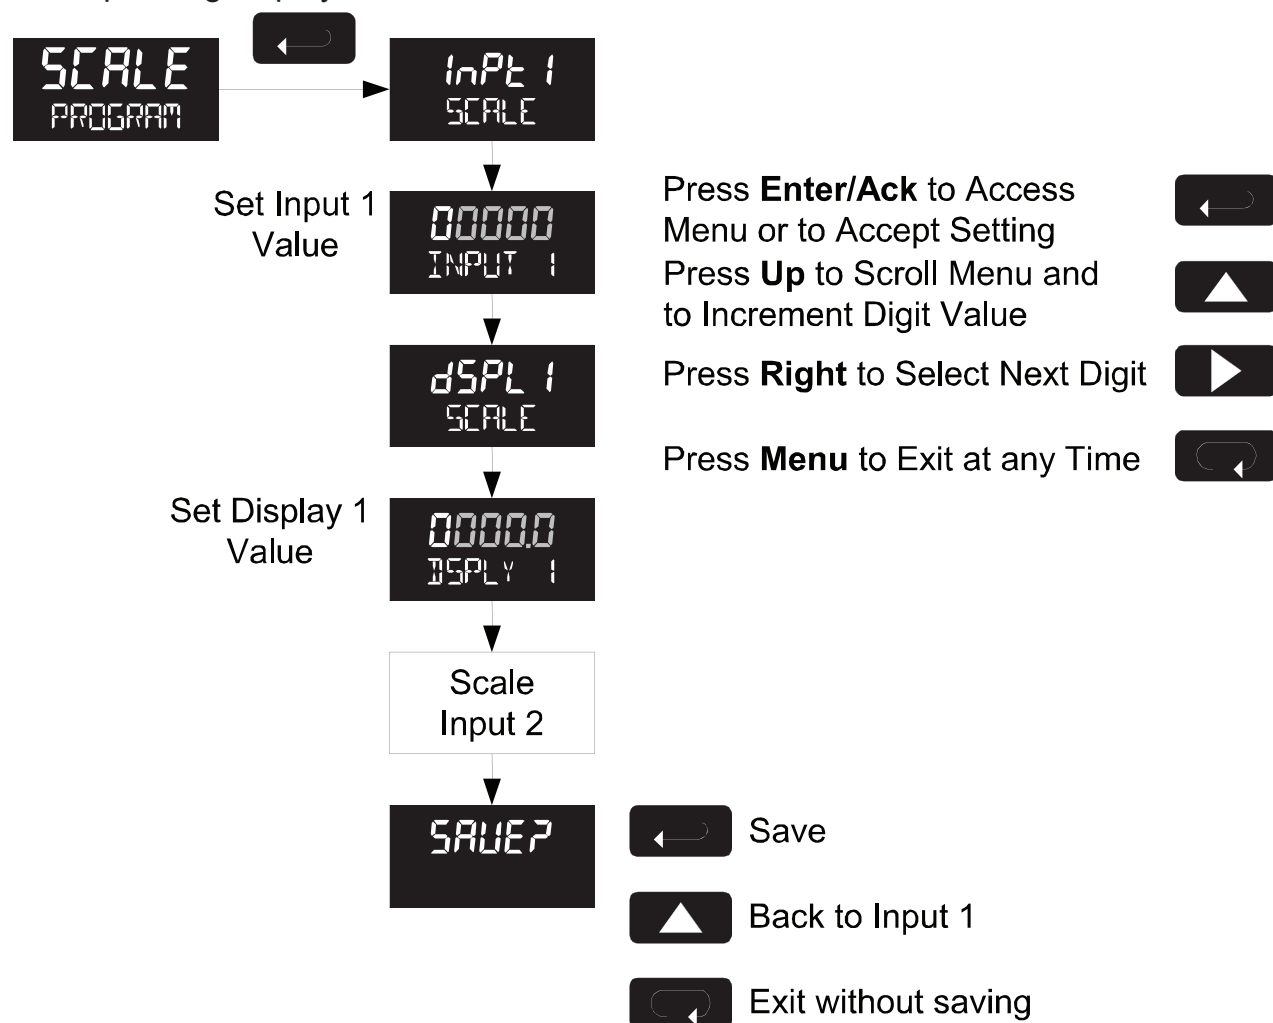 SCALE
PROGRAM
InPt 1
SCALE
Set Input 1
Value
00000
INPUT 1
dSPL 1
SCALE
Set Display 1
Value
0000.0
DSPLY 1
Scale
Input 2
SAVE?
Press Enter/Ack to Access
Menu or to Accept Setting
Press Up to Scroll Menu and
to Increment Digit Value
Press Right to Select Next Digit
Press Menu to Exit at any Time
Save
Back to Input 1
Exit without saving